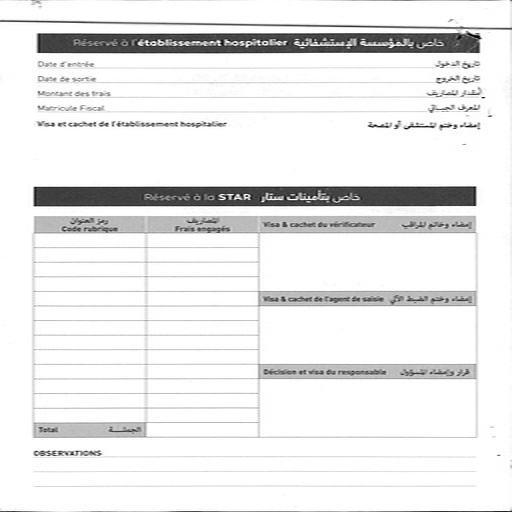 Réservé à l'établissement hospitalier خاص بالمؤسسة الإستشفائية
Date d'entrée تاريخ الدخول
Date de sortie تاريخ الخروج
Montant des frais مقدار المصاريف
Matricule Fiscal المعرف الجبائي
Visa et cachet de l'établissement hospitalier إمضاء وختم المستشفى أو المصحة
Réservé à la STAR خاص بتأمينات ستار
رمز العنوان
Code rubrique
المصاريف
Frais engagés
Visa & cachet du vérificateur إمضاء وخاتم المراقب
Visa & cachet de l'agent de saisie إمضاء وختم الضبط الآلي
Décision et visa du responsable قرار وإمضاء المسؤول
Total الجملـــة
OBSERVATIONS